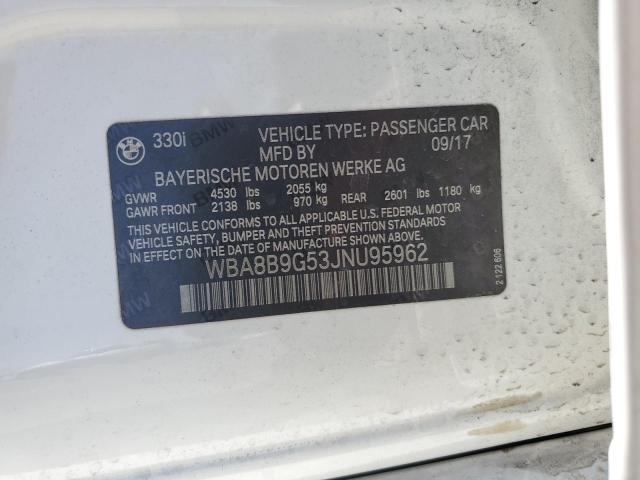 BMW
330i
VEHICLE TYPE: PASSENGER CAR
MFD BY 09/17
BAYERISCHE MOTOREN WERKE AG
GVWR 4530 lbs 2055 kg
GAWR FRONT 2138 lbs 970 kg REAR 2601 lbs 1180 kg
THIS VEHICLE CONFORMS TO ALL APPLICABLE U.S. FEDERAL MOTOR
VEHICLE SAFETY, BUMPER AND THEFT PREVENTION STANDARDS
IN EFFECT ON THE DATE OF MANUFACTURE SHOWN ABOVE.
WBA8B9G53JNU95962
2 122 606